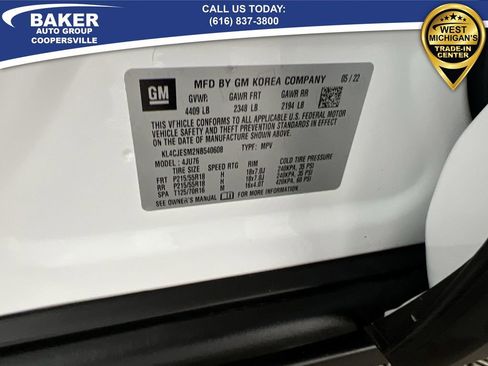 BAKER
AUTO GROUP
COOPERSVILLE
CALL US TODAY:
(616) 837-3800
WEST
MICHIGAN'S
TRADE-IN
CENTER
GM
MFD BY GM KOREA COMPANY 05/22
GVWR GAWR FRT GAWR RR
4409 LB 2348 LB 2194 LB
THIS VEHICLE CONFORMS TO ALL APPLICABLE U.S. FEDERAL MOTOR
VEHICLE SAFETY, BUMPER, AND THEFT PREVENTION STANDARDS IN
EFFECT ON THE DATE OF MANUFACTURE SHOWN ABOVE.
KL4CJESM2NB540608 TYPE: MPV
MODEL: 4JU76
TIRE SIZE SPEED RTG RIM COLD TIRE PRESSURE
FRT P215/55R18 H 18x7.0J 240KPA, 35 PSI
RR P215/55R18 H 18x7.0J 240KPA, 35 PSI
SPA T125/70R16 M 16x4.0T 420KPA, 60 PSI
SEE OWNER'S MANUAL